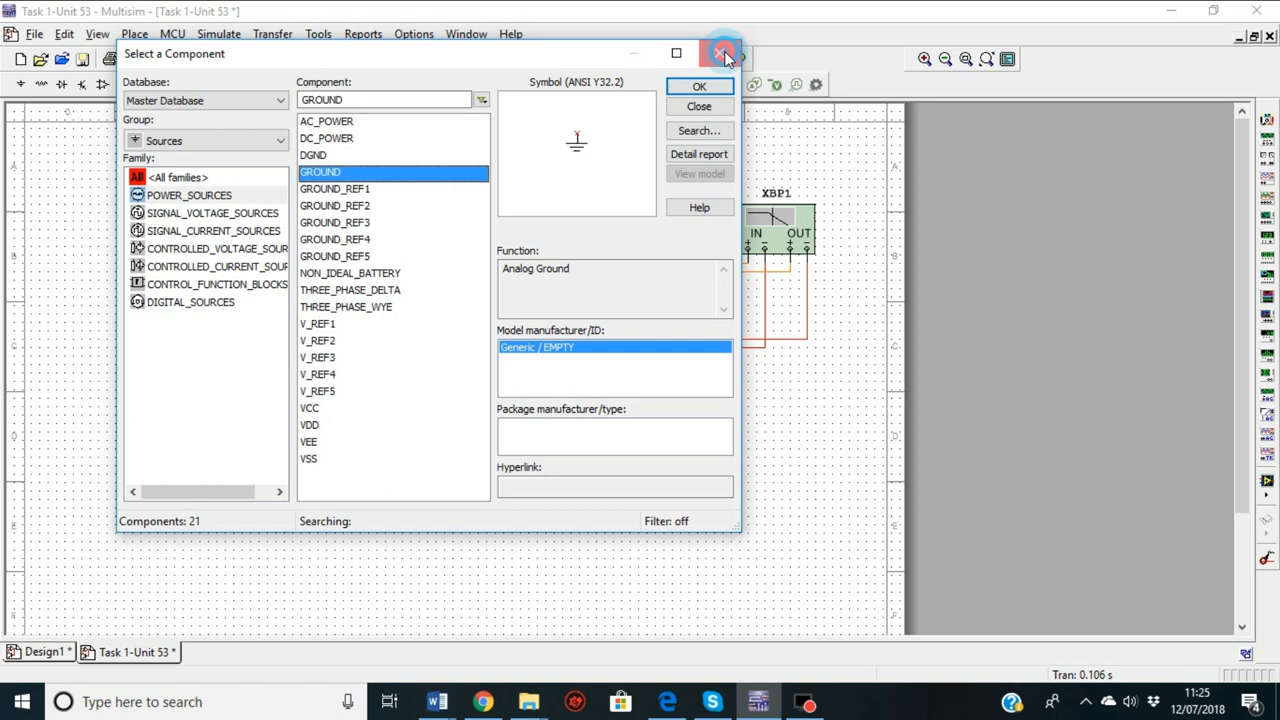 Task 1-Unit 53 * - Multisim - [Task 1-Unit 53 *]
File Edit View Place MCU Simulate Transfer Tools Reports Options Window Help
Select a Component
Database:
Master Database
Group:
Sources
Family:
All <All families>
POWER_SOURCES
SIGNAL_VOLTAGE_SOURCES
SIGNAL_CURRENT_SOURCES
CONTROLLED_VOLTAGE_SOUR
CONTROLLED_CURRENT_SOUR
CONTROL_FUNCTION_BLOCKS
DIGITAL_SOURCES
Component:
GROUND
AC_POWER
DC_POWER
DGND
GROUND
GROUND_REF1
GROUND_REF2
GROUND_REF3
GROUND_REF4
GROUND_REF5
NON_IDEAL_BATTERY
THREE_PHASE_DELTA
THREE_PHASE_WYE
V_REF1
V_REF2
V_REF3
V_REF4
V_REF5
VCC
VDD
VEE
VSS
Symbol (ANSI Y32.2)
OK
Close
Search...
Detail report
View model
Help
Function:
Analog Ground
Model manufacturer/ID:
Generic / EMPTY
Package manufacturer/type:
Hyperlink:
Components: 21 Searching: Filter: off
XBP1
IN OUT
Design1 * Task 1-Unit 53 *
Tran: 0.106 s
Type here to search
11:25
12/07/2018
4